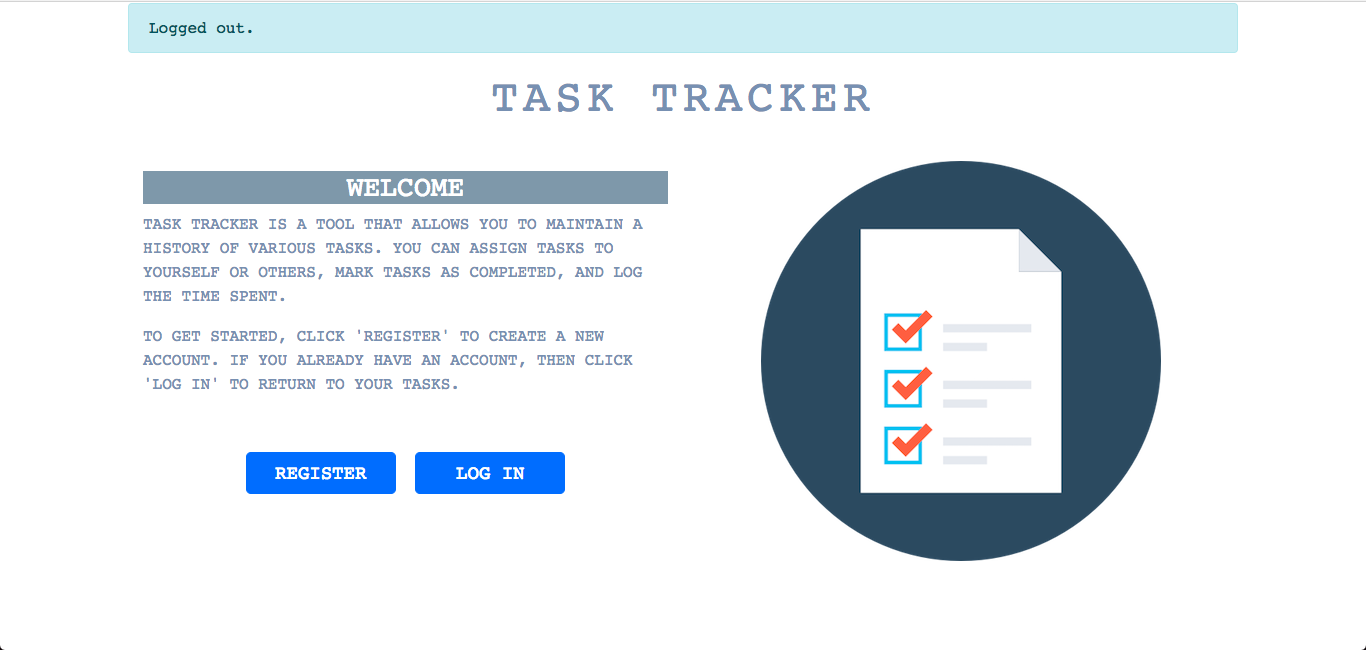 Logged out.
TASK TRACKER
WELCOME
TASK TRACKER IS A TOOL THAT ALLOWS YOU TO MAINTAIN A
HISTORY OF VARIOUS TASKS. YOU CAN ASSIGN TASKS TO
YOURSELF OR OTHERS, MARK TASKS AS COMPLETED, AND LOG
THE TIME SPENT.
TO GET STARTED, CLICK 'REGISTER' TO CREATE A NEW
ACCOUNT. IF YOU ALREADY HAVE AN ACCOUNT, THEN CLICK
'LOG IN' TO RETURN TO YOUR TASKS.
REGISTER
LOG IN